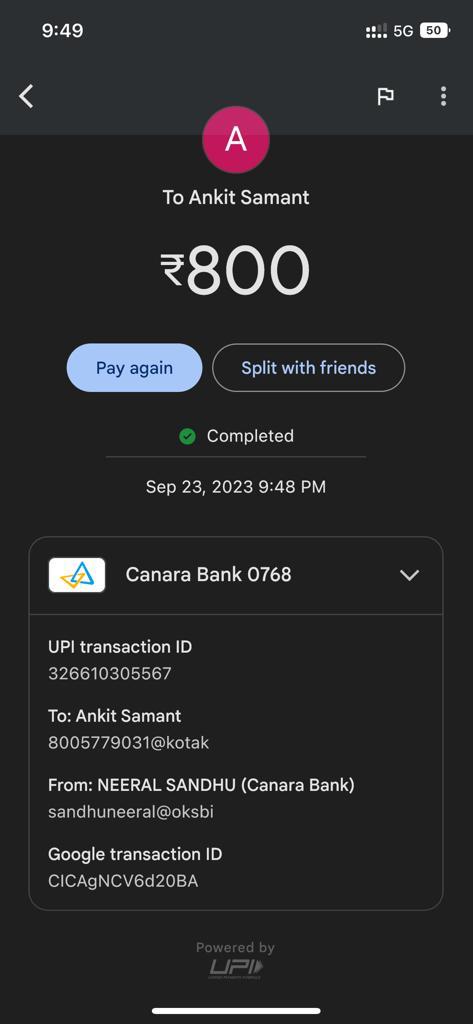 9:49
5G 50
A
To Ankit Samant
₹800
Pay again
Split with friends
Completed
Sep 23, 2023 9:48 PM
Canara Bank 0768
UPI transaction ID
326610305567
To: Ankit Samant
8005779031@kotak
From: NEERAL SANDHU (Canara Bank)
sandhuneeral@oksbi
Google transaction ID
CICAgNCV6d20BA
Powered by
UPI